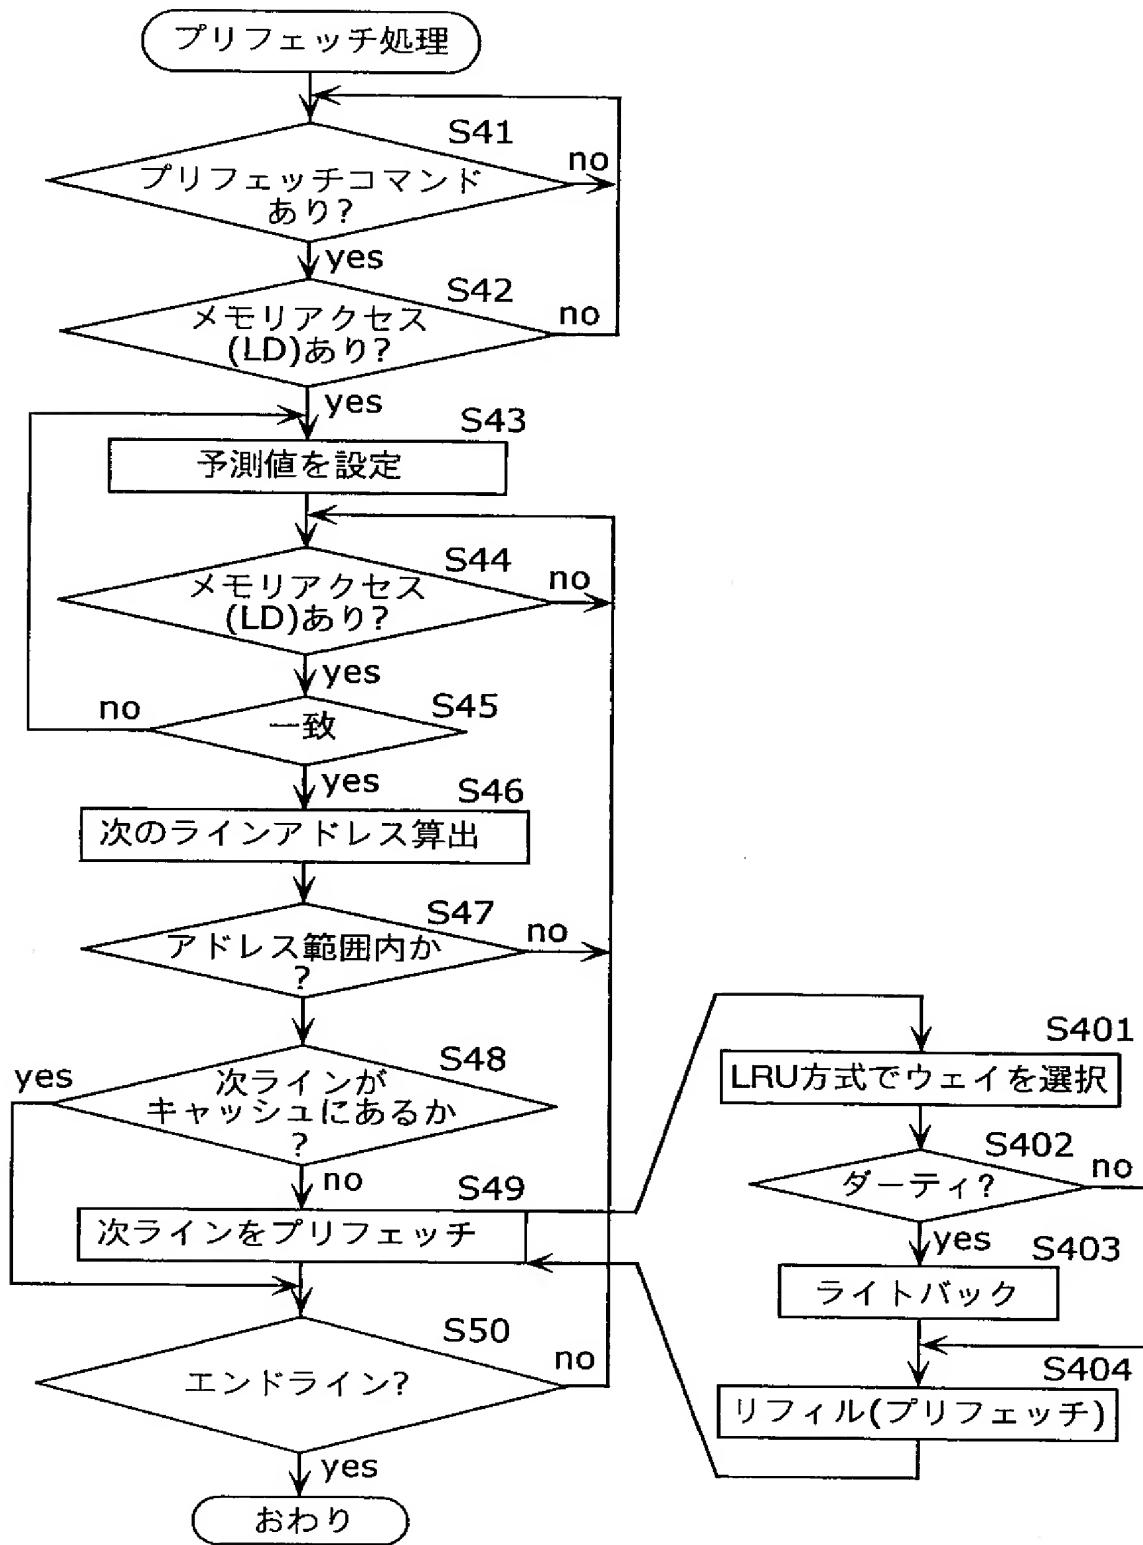 プリフェッチ処理
S41
プリフェッチコマンド
あり?
no
yes
S42
メモリアクセス
(LD)あり?
no
yes
S43
予測値を設定
S44
メモリアクセス
(LD)あり?
no
yes
S45
一致
no
yes
S46
次のラインアドレス算出
S47
アドレス範囲内か
?
no
S48
次ラインが
キャッシュにあるか
?
yes
no
S49
次ラインをプリフェッチ
S50
エンドライン?
no
yes
おわり
S401
LRU方式でウェイを選択
S402
ダーティ?
no
yes
S403
ライトバック
S404
リフィル(プリフェッチ)